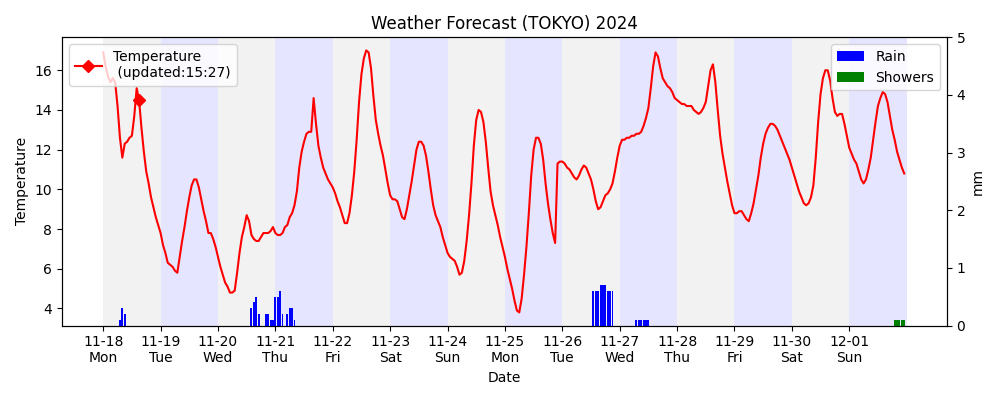 Weather Forecast (TOKYO) 2024
Temperature
(updated:15:27)
Rain
Showers
Temperature
16
14
12
10
8
6
4
5
4
3
2
1
0
mm
11-18 11-19 11-20 11-21 11-22 11-23 11-24 11-25 11-26 11-27 11-28 11-29 11-30 12-01
Mon Tue Wed Thu Fri Sat Sun Mon Tue Wed Thu Fri Sat Sun
Date